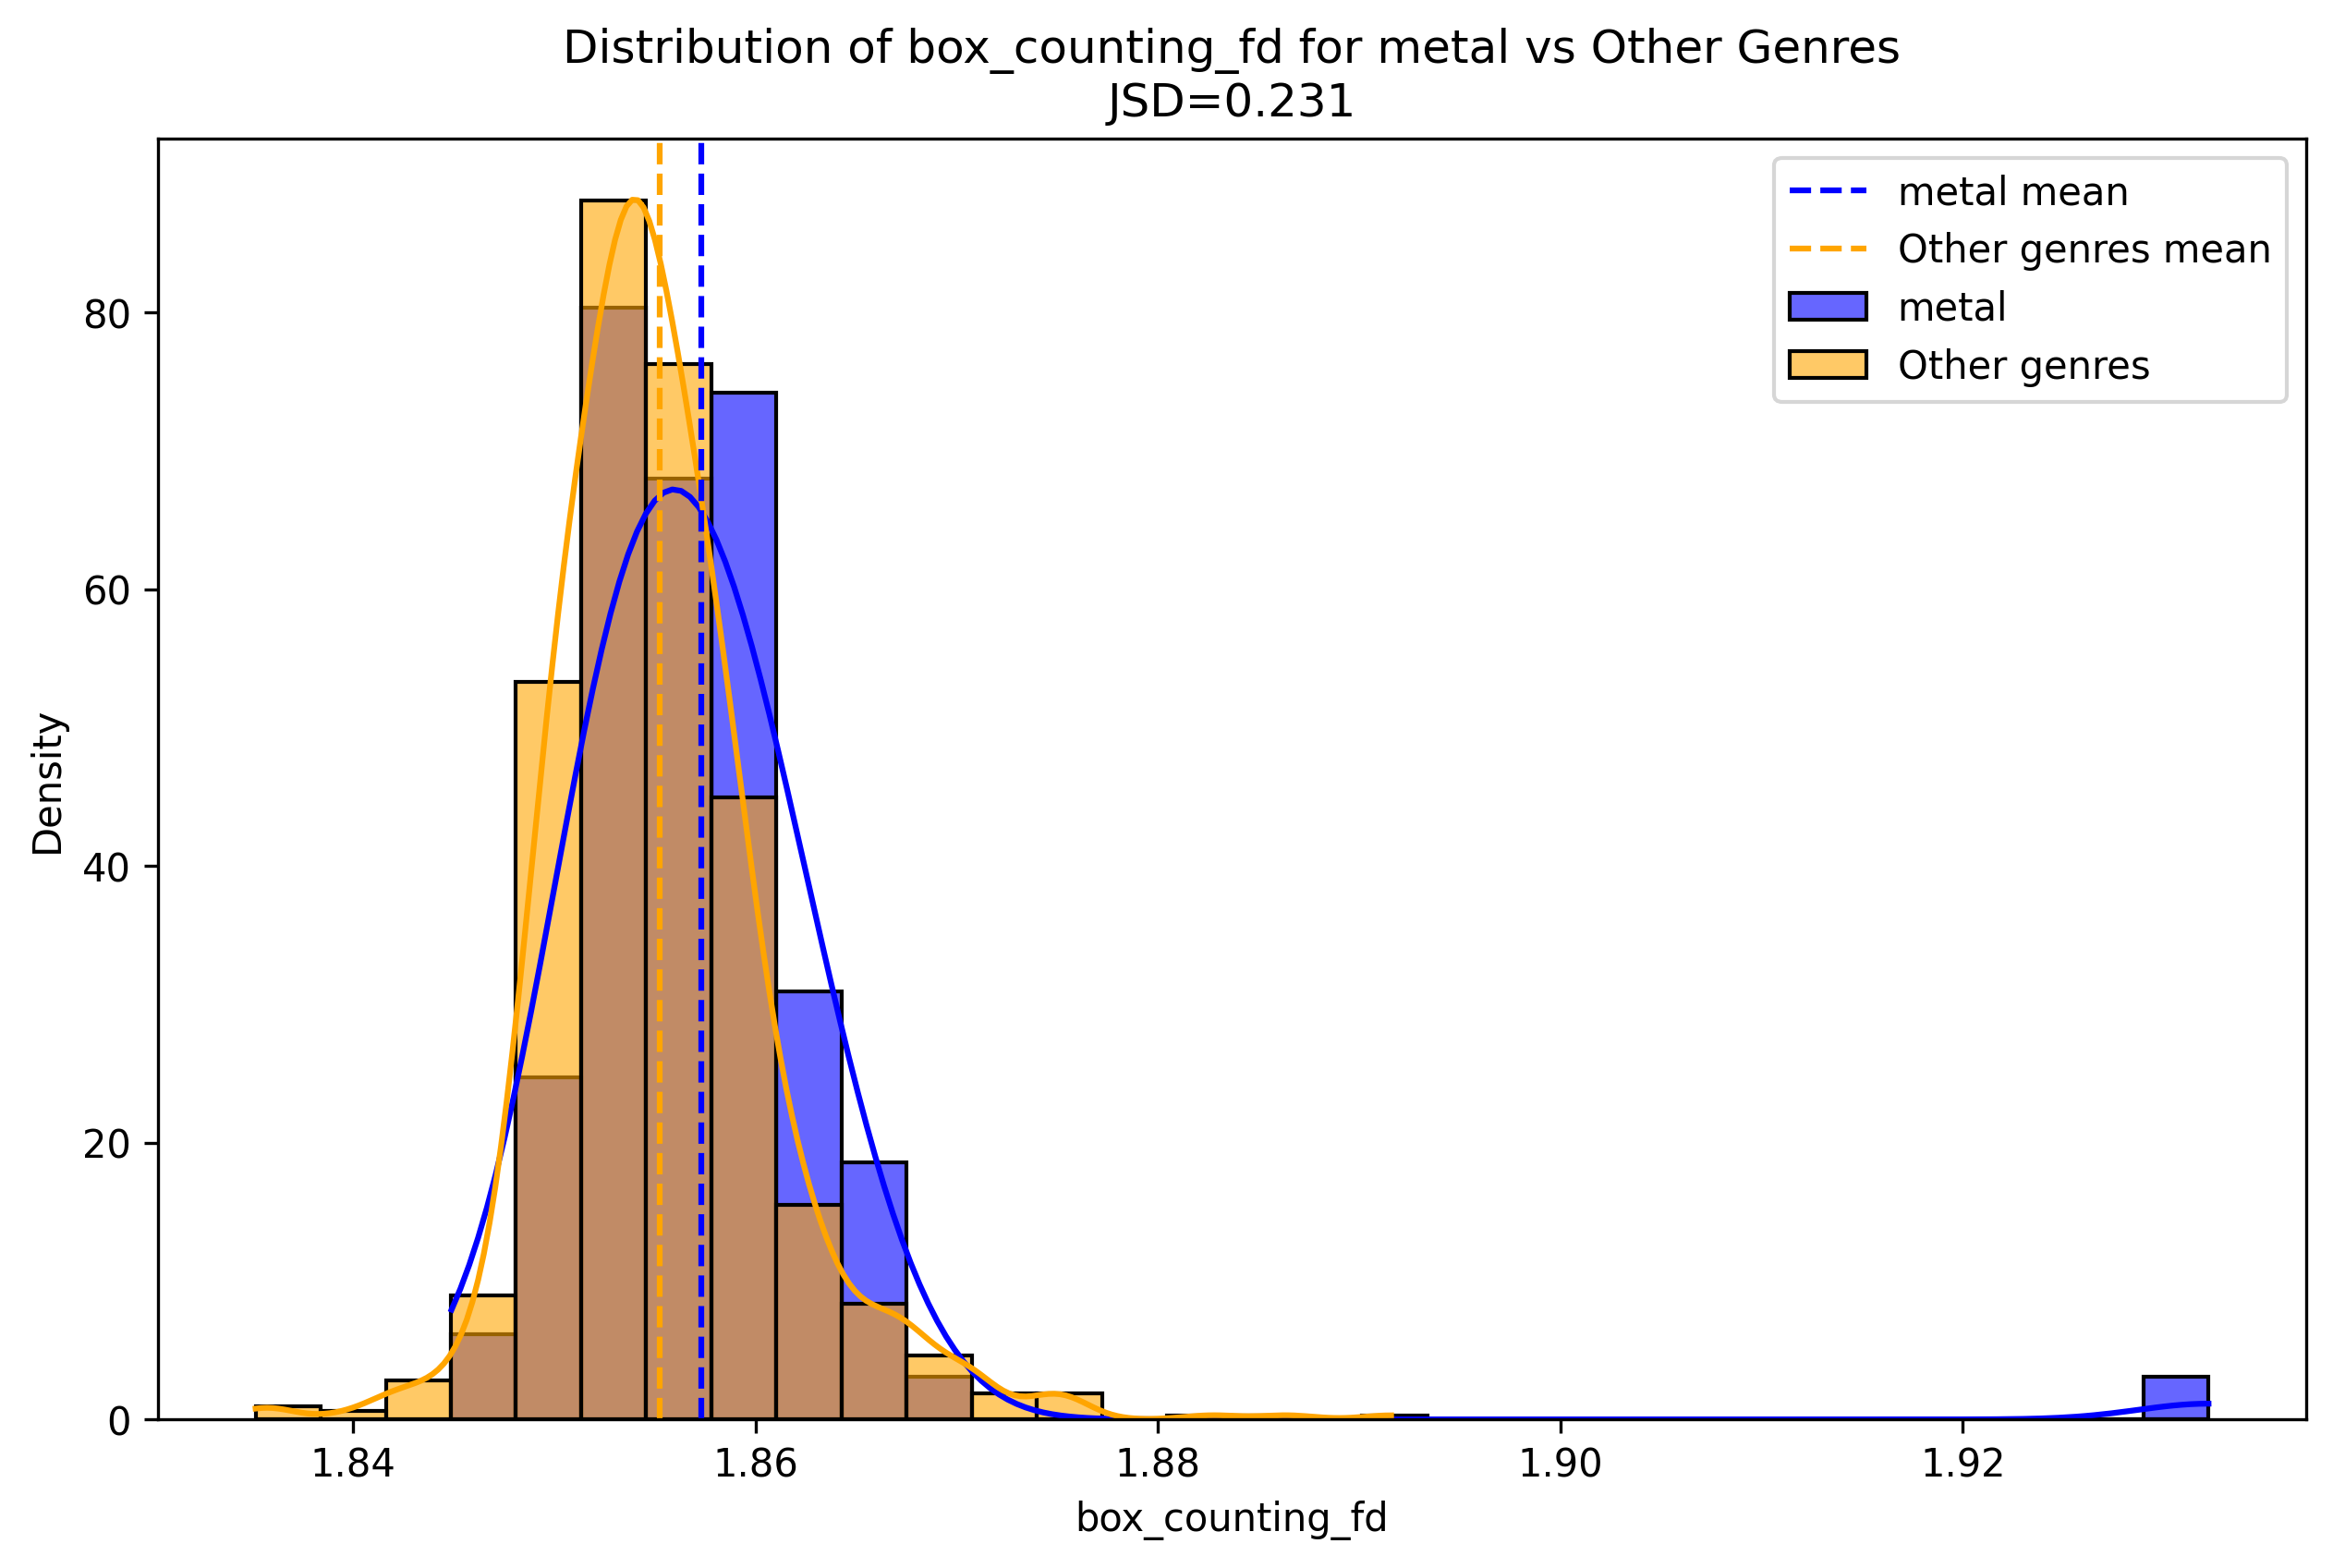 Distribution of box_counting_fd for metal vs Other Genres
JSD=0.231
metal mean
Other genres mean
metal
Other genres
Density
80
60
40
20
0
1.84
1.86
1.88
1.90
1.92
box_counting_fd